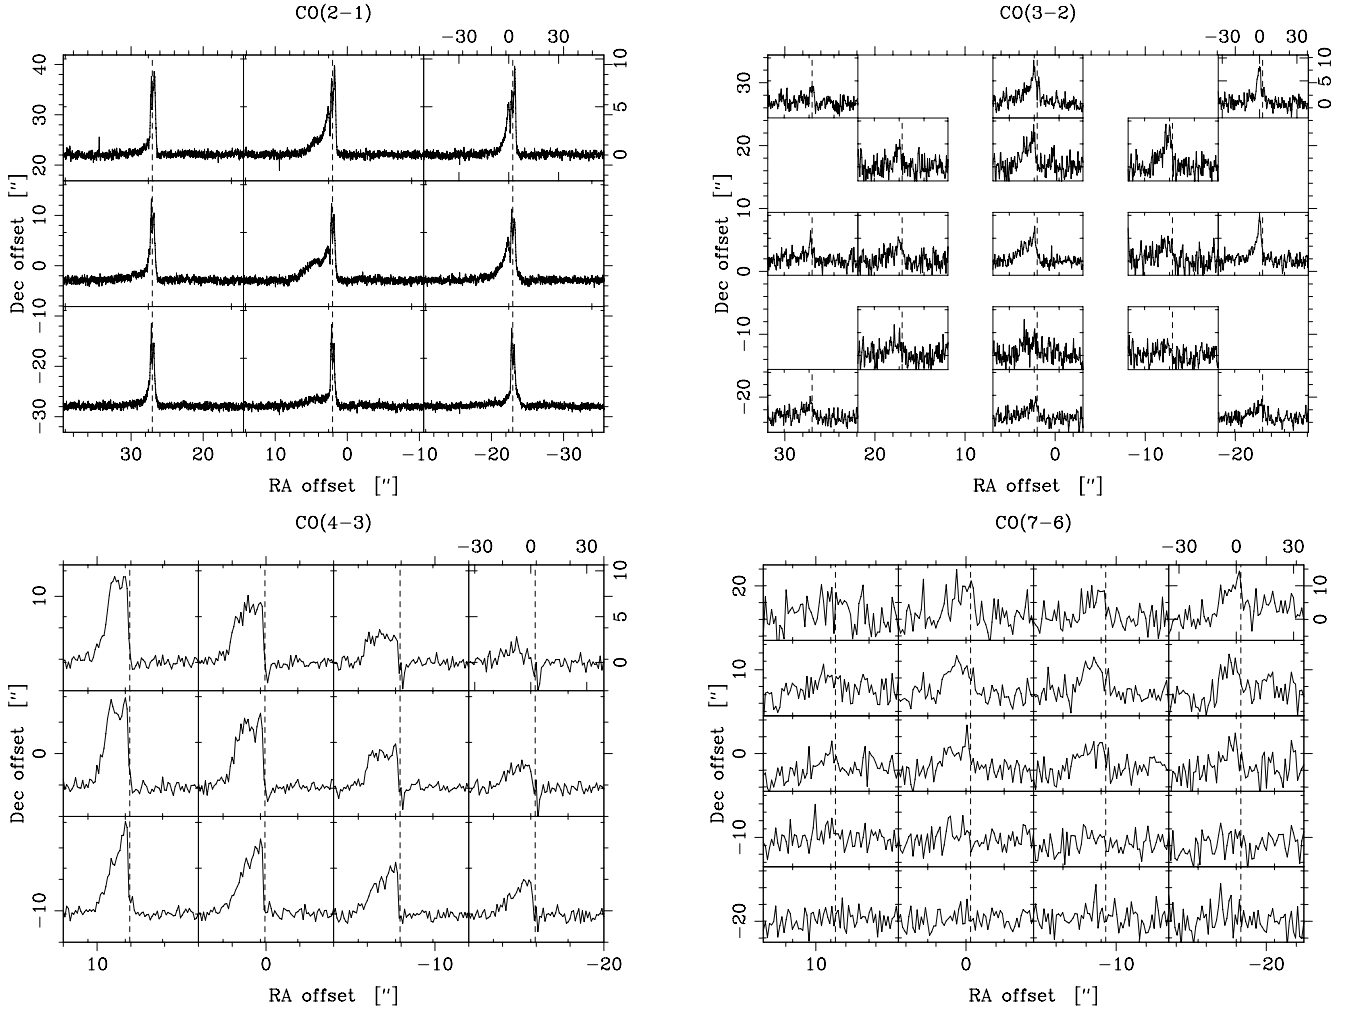 CO(2−1)
−30 0 30
40
30
20
10
0
−10
−20
−30
Dec offset ["]
10
5
0
30 20 10 0 −10 −20 −30
RA offset ["]
CO(3−2)
−30 0 30
30
20
10
0
−10
−20
Dec offset ["]
10
5
0
30 20 10 0 −10 −20
RA offset ["]
CO(4−3)
−30 0 30
10
0
−10
Dec offset ["]
10
5
0
10 0 −10 −20
RA offset ["]
CO(7−6)
−30 0 30
20
10
0
−10
−20
Dec offset ["]
10
0
10 0 −10 −20
RA offset ["]